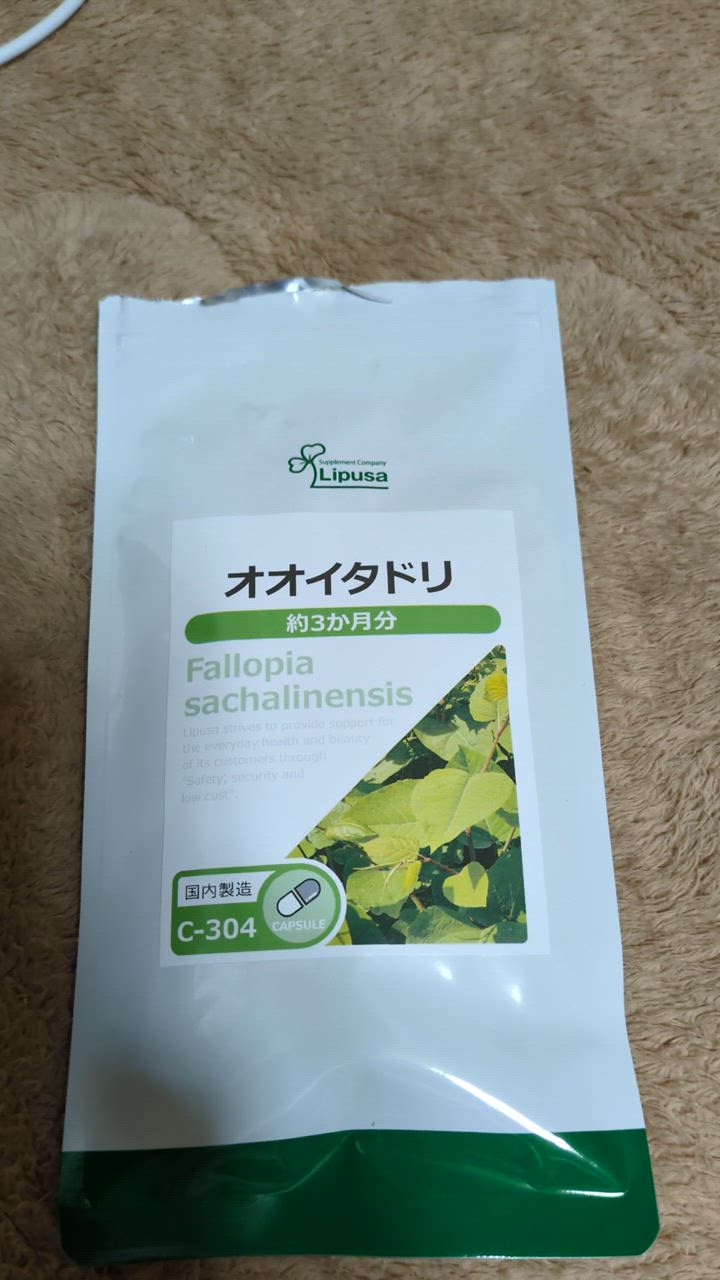 Supplement Company
Lipusa
オオイタドリ
約3か月分
Fallopia
sachalinensis
Lipusa strives to provide support for
the everyday health and beauty
of its customers through
"Safety, security and
low cost".
国内製造
C-304
CAPSULE